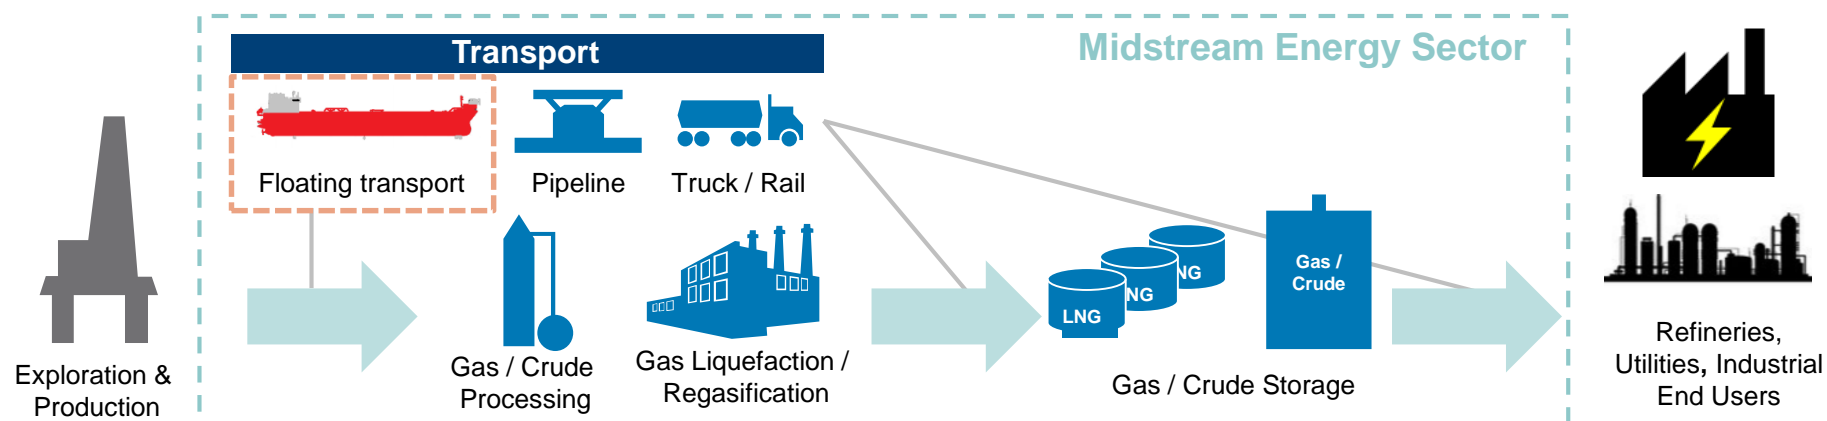 Transport
Midstream Energy Sector
Floating transport
Pipeline
Truck / Rail
Exploration &
Production
Gas / Crude
Processing
Gas Liquefaction /
Regasification
LNG
NG
NG
Gas /
Crude
Gas / Crude Storage
Refineries,
Utilities, Industrial
End Users